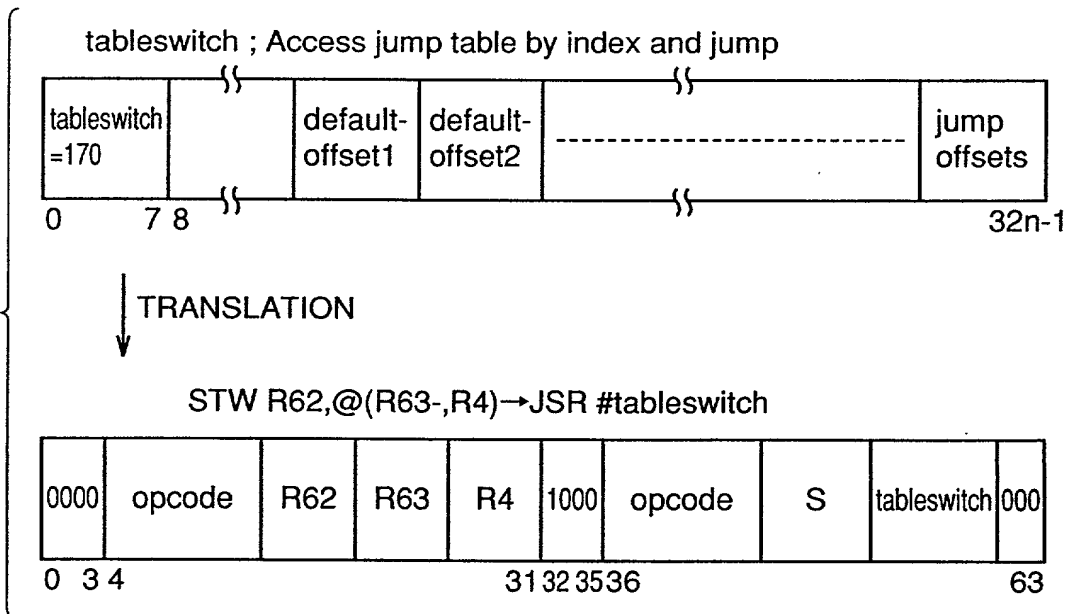 tableswitch ; Access jump table by index and jump
tableswitch =170 default-offset1 default-offset2 jump offsets
0 7 8 32n-1
TRANSLATION
STW R62,@(R63-,R4)→JSR #tableswitch
0000 opcode R62 R63 R4 1000 opcode S tableswitch 000
0 3 4 31 32 35 36 63